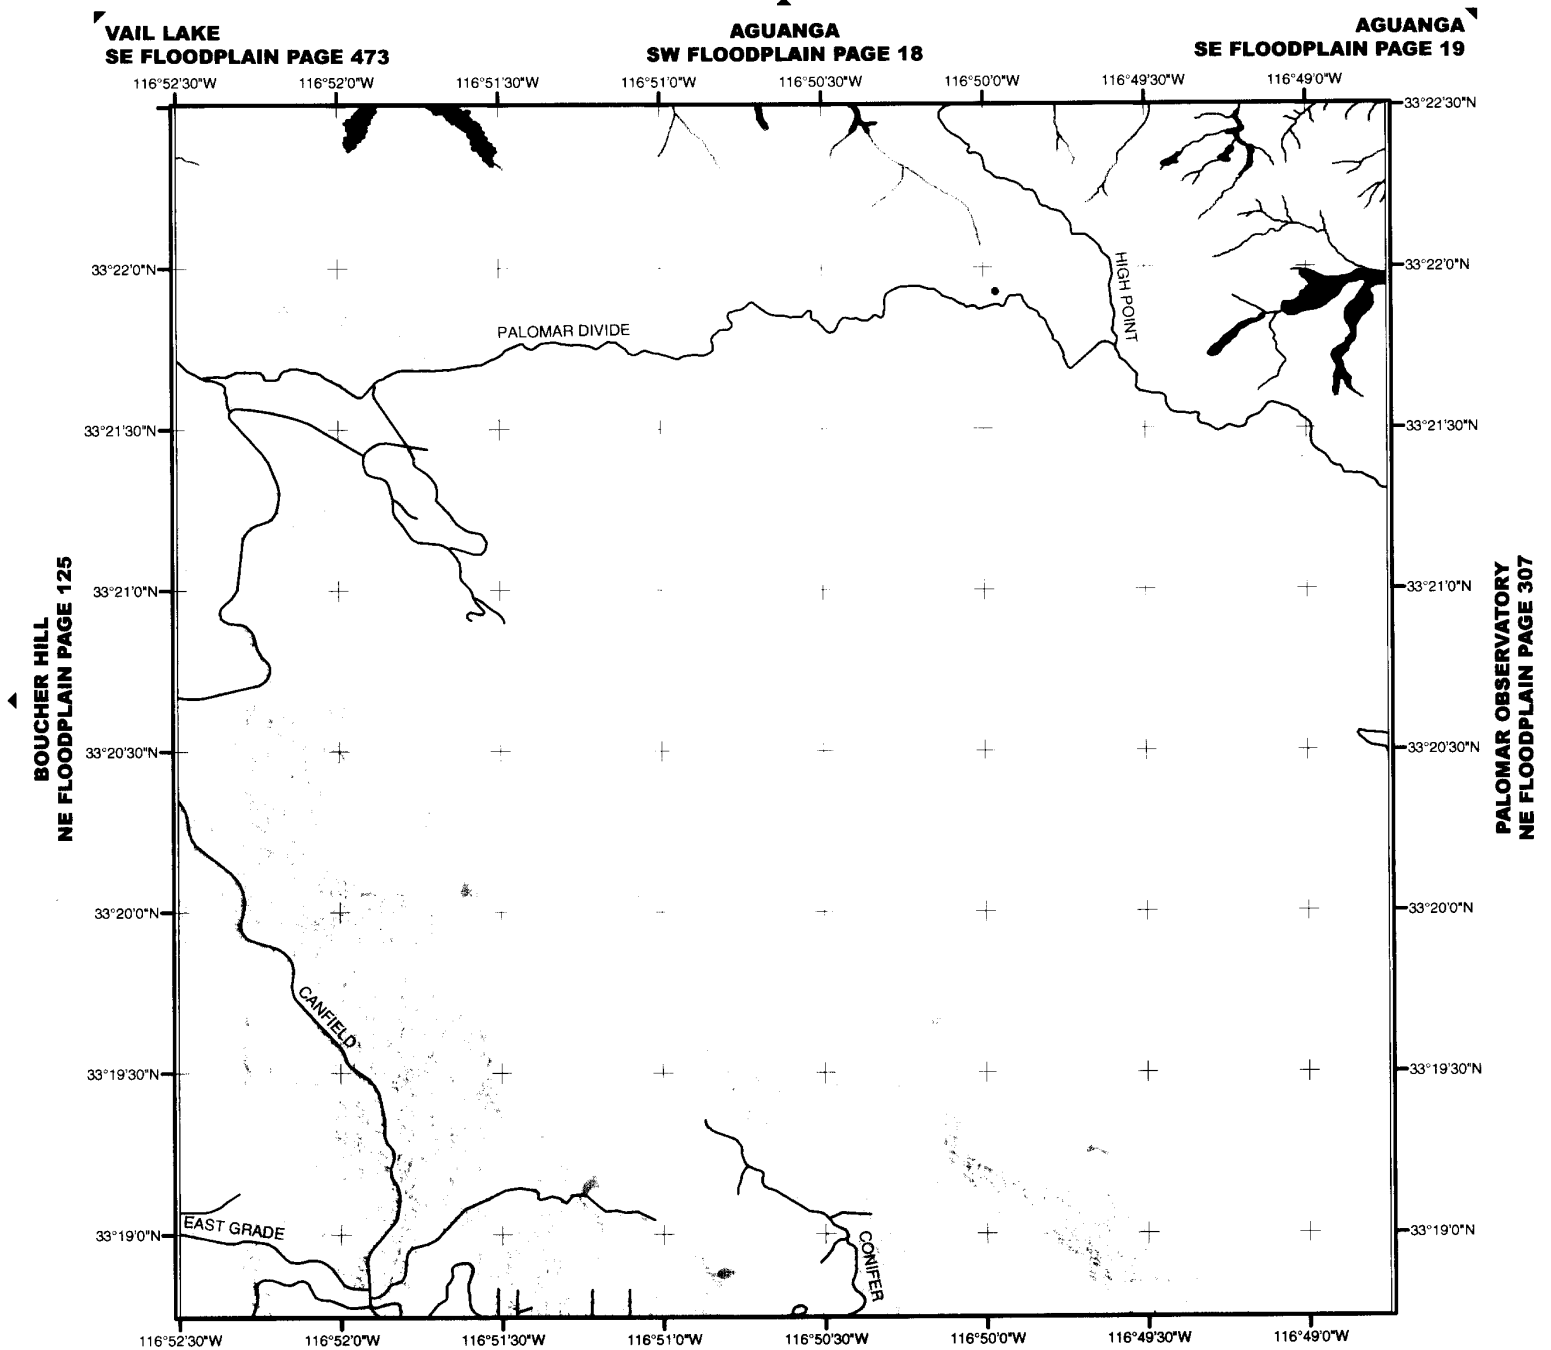 VAIL LAKE
SE FLOODPLAIN PAGE 473
AGUANGA
SW FLOODPLAIN PAGE 18
AGUANGA
SE FLOODPLAIN PAGE 19
116°52'30"W 116°52'0"W 116°51'30"W 116°51'0"W 116°50'30"W 116°50'0"W 116°49'30"W 116°49'0"W
33°22'30"N
33°22'0"N 33°22'0"N
HIGH POINT
PALOMAR DIVIDE
33°21'30"N 33°21'30"N
BOUCHER HILL
NE FLOODPLAIN PAGE 125
PALOMAR OBSERVATORY
NE FLOODPLAIN PAGE 307
33°21'0"N 33°21'0"N
33°20'30"N 33°20'30"N
33°20'0"N 33°20'0"N
CANFIELD
33°19'30"N 33°19'30"N
EAST GRADE
33°19'0"N 33°19'0"N
CONIFER
116°52'30"W 116°52'0"W 116°51'30"W 116°51'0"W 116°50'30"W 116°50'0"W 116°49'30"W 116°49'0"W